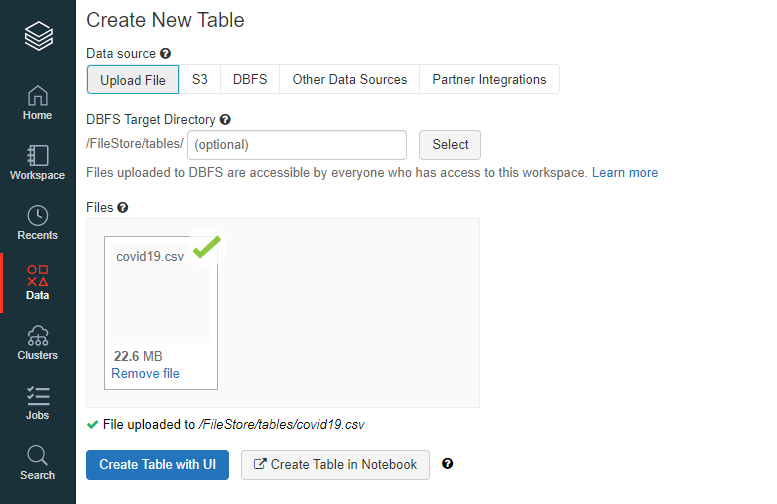 Home
Workspace
Recents
Data
Clusters
Jobs
Search
Create New Table
Data source ?
Upload File S3 DBFS Other Data Sources Partner Integrations
DBFS Target Directory ?
/FileStore/tables/ (optional) Select
Files uploaded to DBFS are accessible by everyone who has access to this workspace. Learn more
Files ?
covid19.csv
22.6 MB
Remove file
File uploaded to /FileStore/tables/covid19.csv
Create Table with UI Create Table in Notebook ?